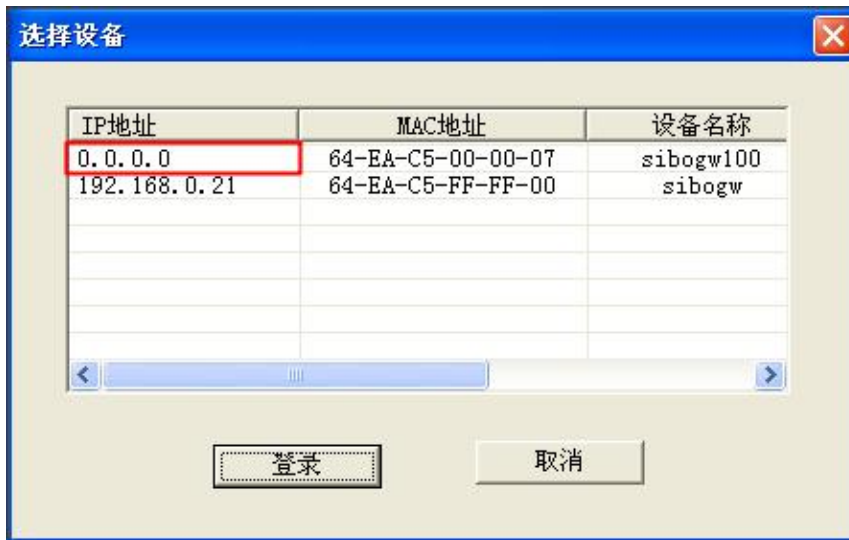 选择设备
IP地址 MAC地址 设备名称
0.0.0.0 64-EA-C5-00-00-07 sibogw100
192.168.0.21 64-EA-C5-FF-FF-00 sibogw
登录 取消